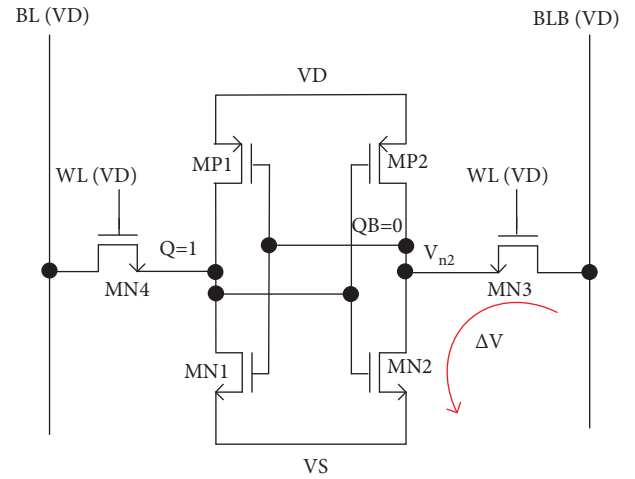 BL (VD)
BLB (VD)
VD
MP1
MP2
WL (VD)
WL (VD)
Q=1
QB=0
V_n2
MN4
MN3
ΔV
MN1
MN2
VS